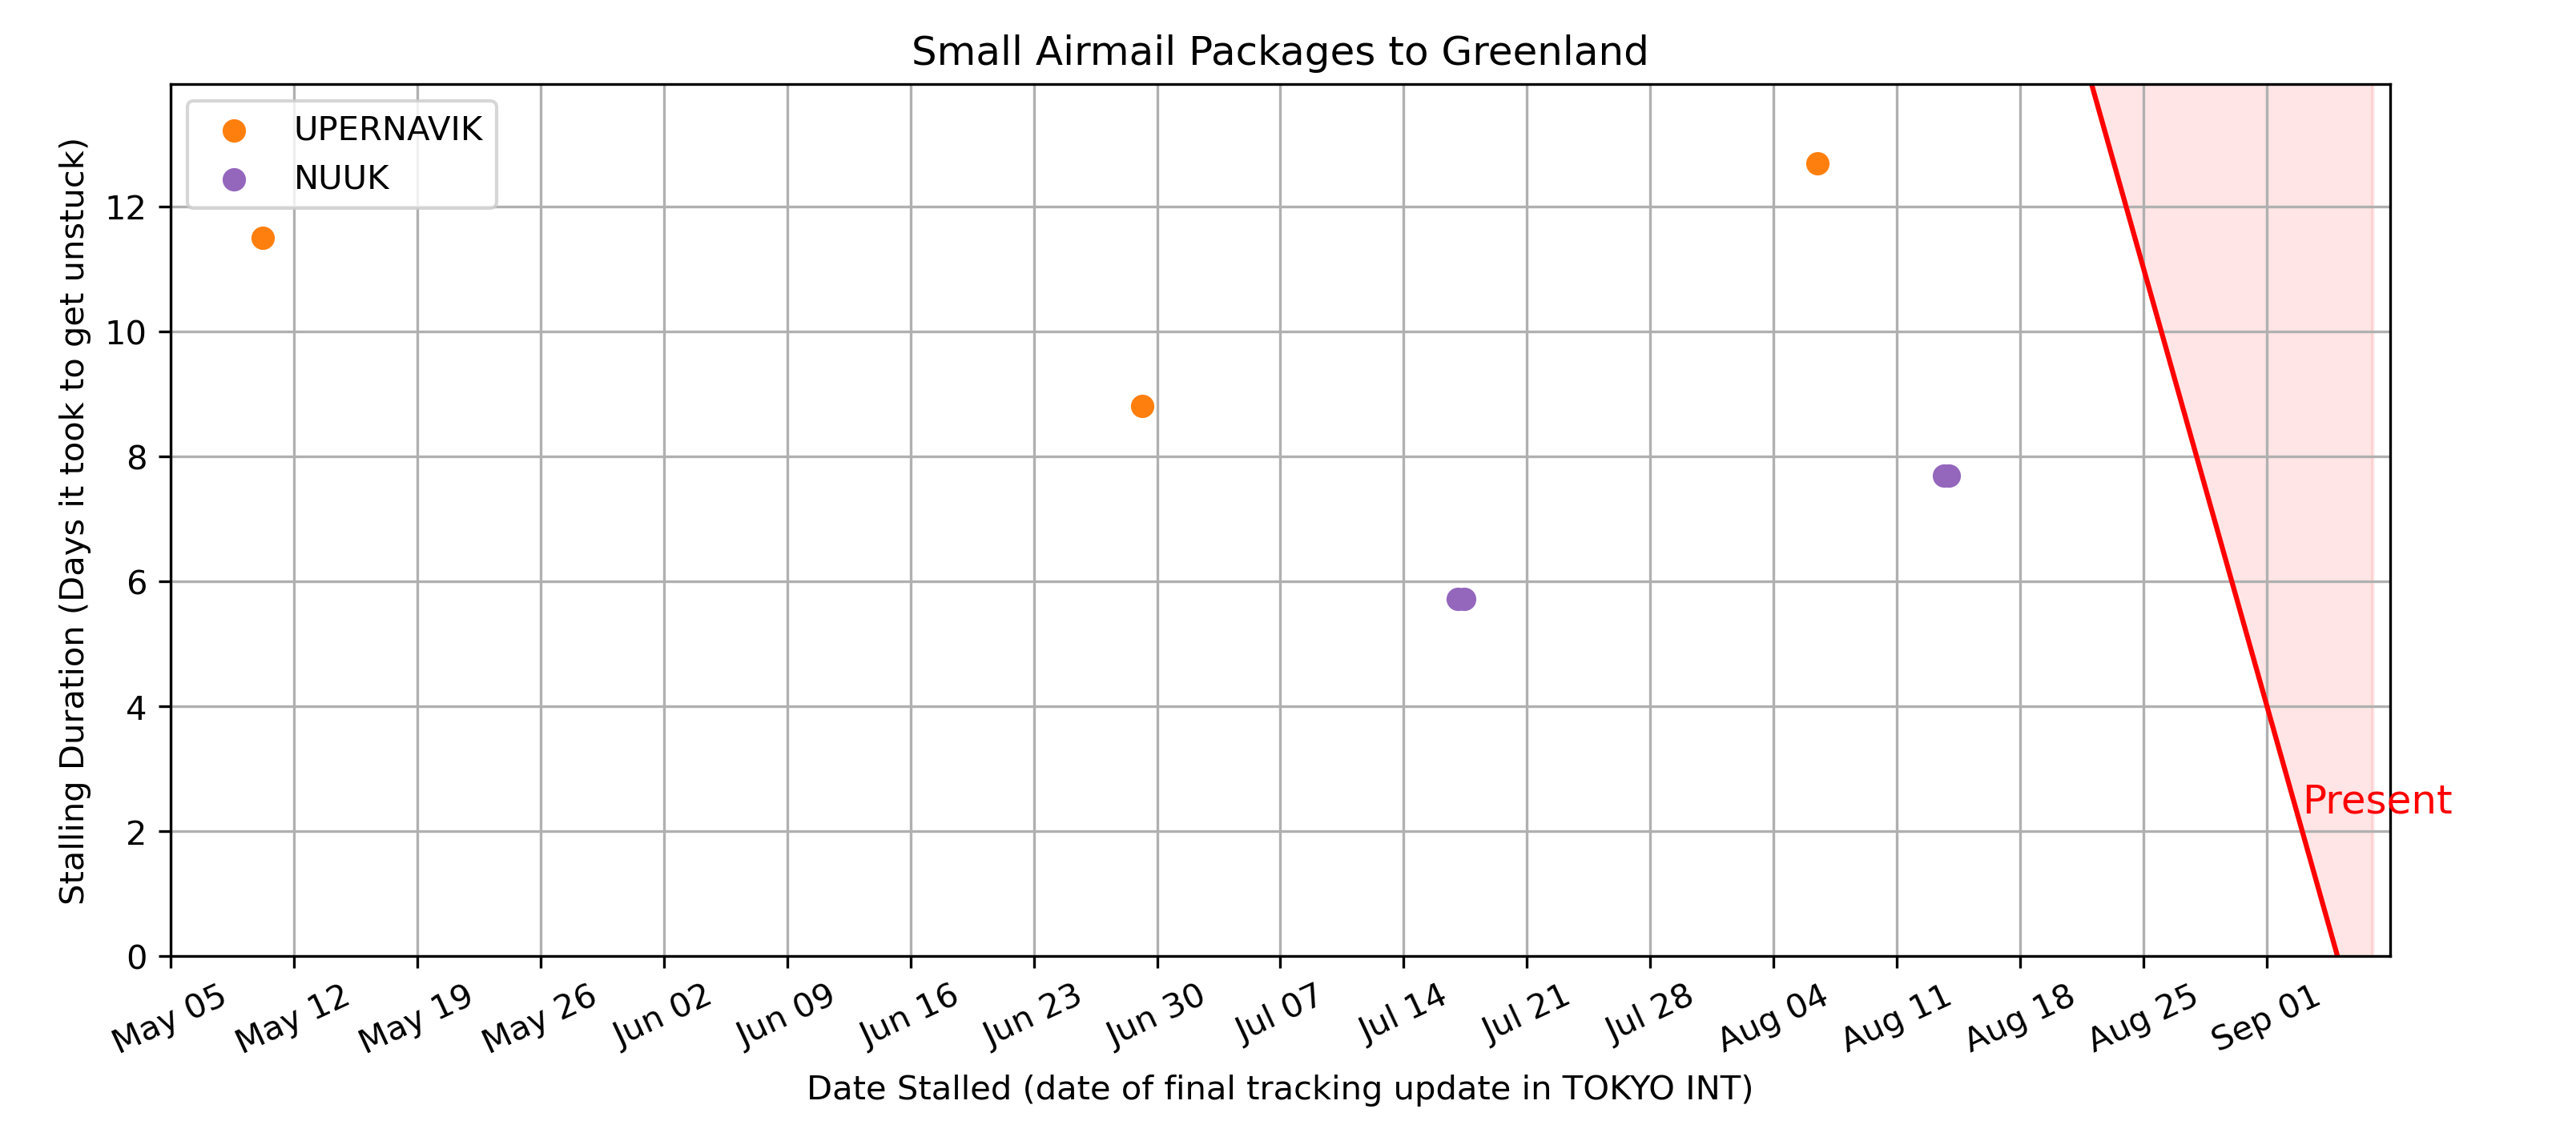 Small Airmail Packages to Greenland
UPERNAVIK
NUUK
Stalling Duration (Days it took to get unstuck)
12
10
8
6
4
2
0
Present
May 05 May 12 May 19 May 26 Jun 02 Jun 09 Jun 16 Jun 23 Jun 30 Jul 07 Jul 14 Jul 21 Jul 28 Aug 04 Aug 11 Aug 18 Aug 25 Sep 01
Date Stalled (date of final tracking update in TOKYO INT)